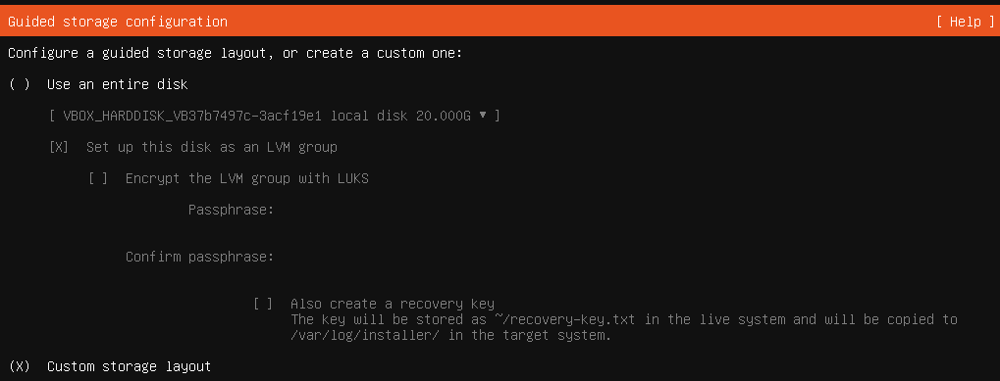 Guided storage configuration [ Help ]
Configure a guided storage layout, or create a custom one:
( ) Use an entire disk
[ VBOX_HARDDISK_VB37b7497c-3acf19e1 local disk 20.000G ▾ ]
[X] Set up this disk as an LVM group
[ ] Encrypt the LVM group with LUKS
Passphrase:
Confirm passphrase:
[ ] Also create a recovery key
The key will be stored as ~/recovery-key.txt in the live system and will be copied to
/var/log/installer/ in the target system.
(X) Custom storage layout